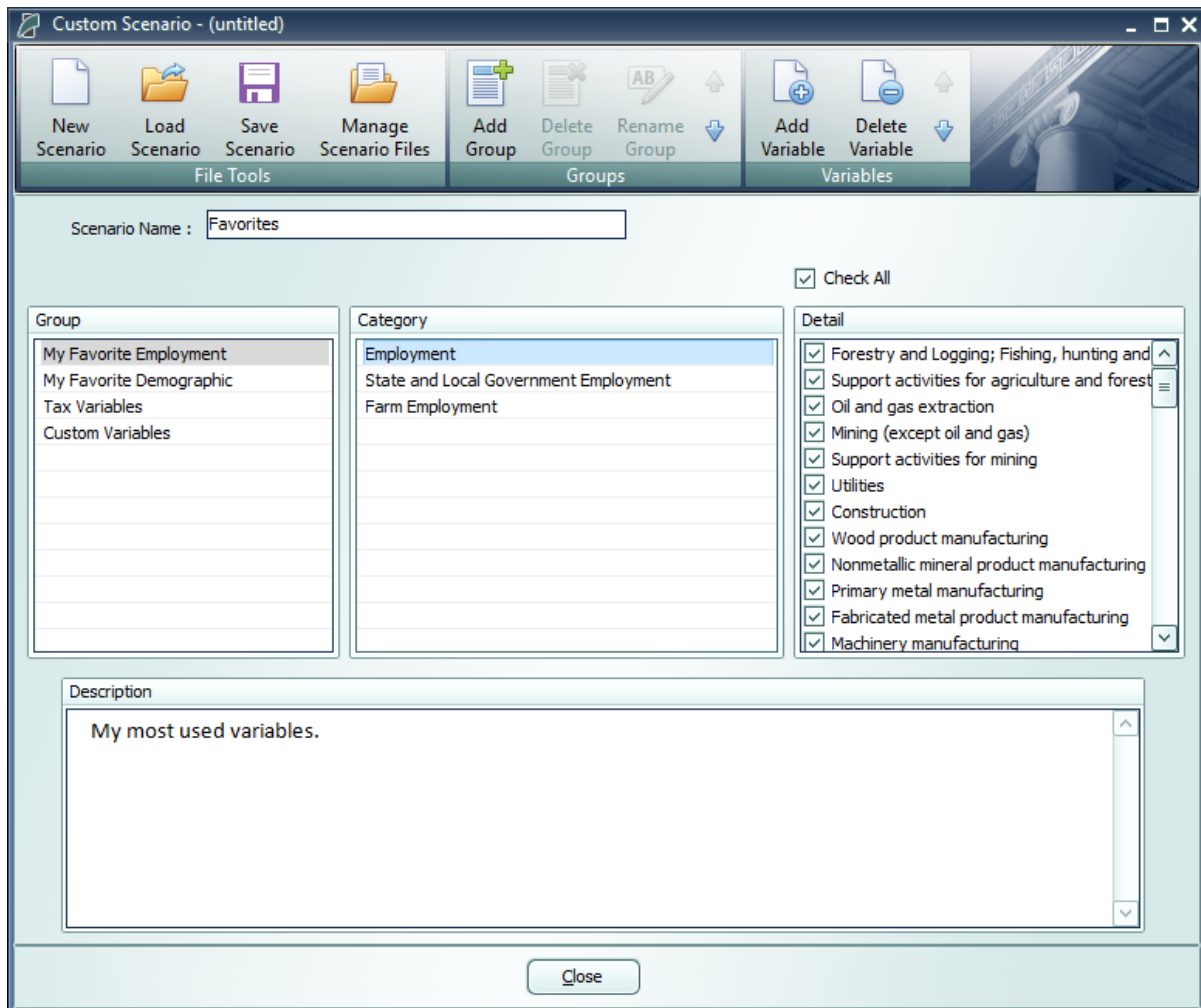 Custom Scenario - (untitled)
New Scenario
Load Scenario
Save Scenario
Manage Scenario Files
File Tools
Add Group
Delete Group
AB
Rename Group
Groups
Add Variable
Delete Variable
Variables
Scenario Name : Favorites
Check All
Group
My Favorite Employment
My Favorite Demographic
Tax Variables
Custom Variables
Category
Employment
State and Local Government Employment
Farm Employment
Detail
Forestry and Logging; Fishing, hunting and
Support activities for agriculture and forest
Oil and gas extraction
Mining (except oil and gas)
Support activities for mining
Utilities
Construction
Wood product manufacturing
Nonmetallic mineral product manufacturing
Primary metal manufacturing
Fabricated metal product manufacturing
Machinery manufacturing
Description
My most used variables.
Close